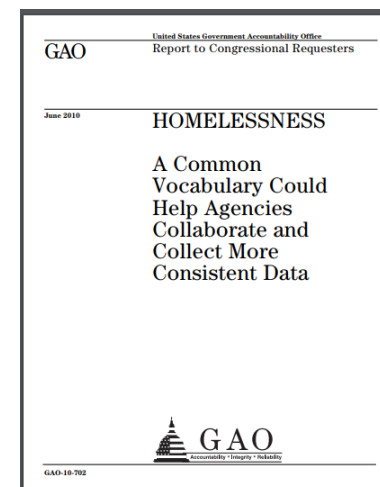 United States Government Accountability Office
GAO
Report to Congressional Requesters
June 2010
HOMELESSNESS
A Common
Vocabulary Could
Help Agencies
Collaborate and
Collect More
Consistent Data
GAO
Accountability * Integrity * Reliability
GAO-10-702